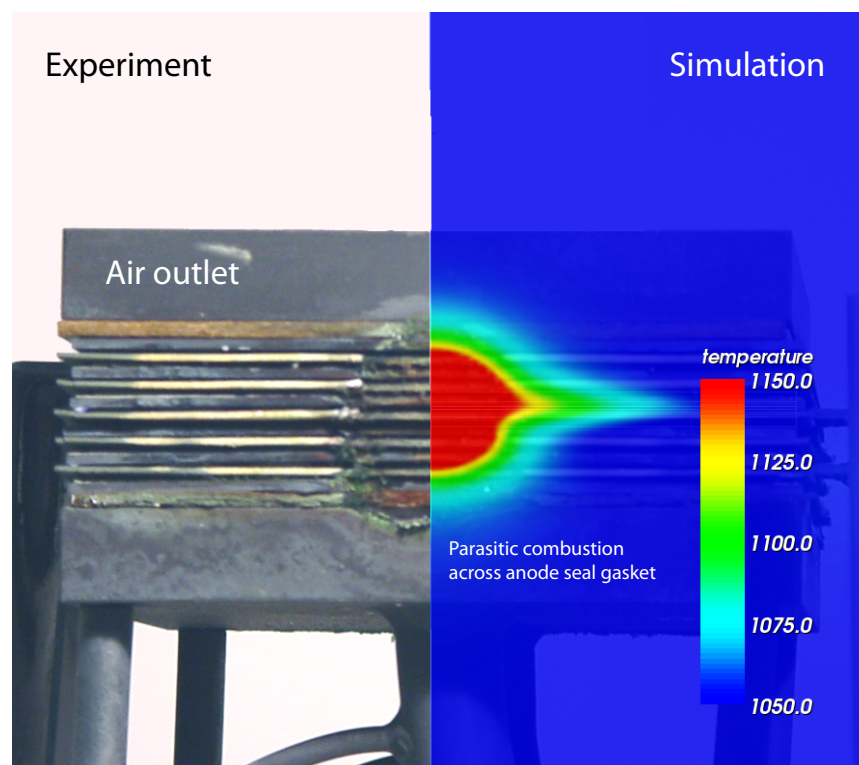 Experiment
Simulation
Air outlet
temperature
1150.0
1125.0
1100.0
1075.0
1050.0
Parasitic combustion
across anode seal gasket